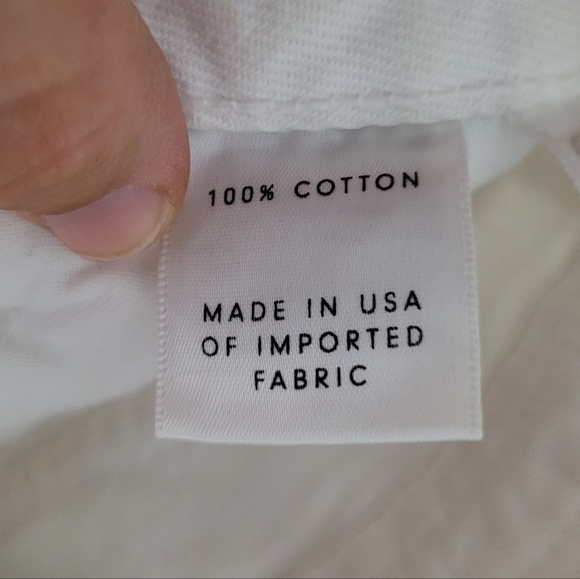 100% COTTON
MADE IN USA
OF IMPORTED
FABRIC